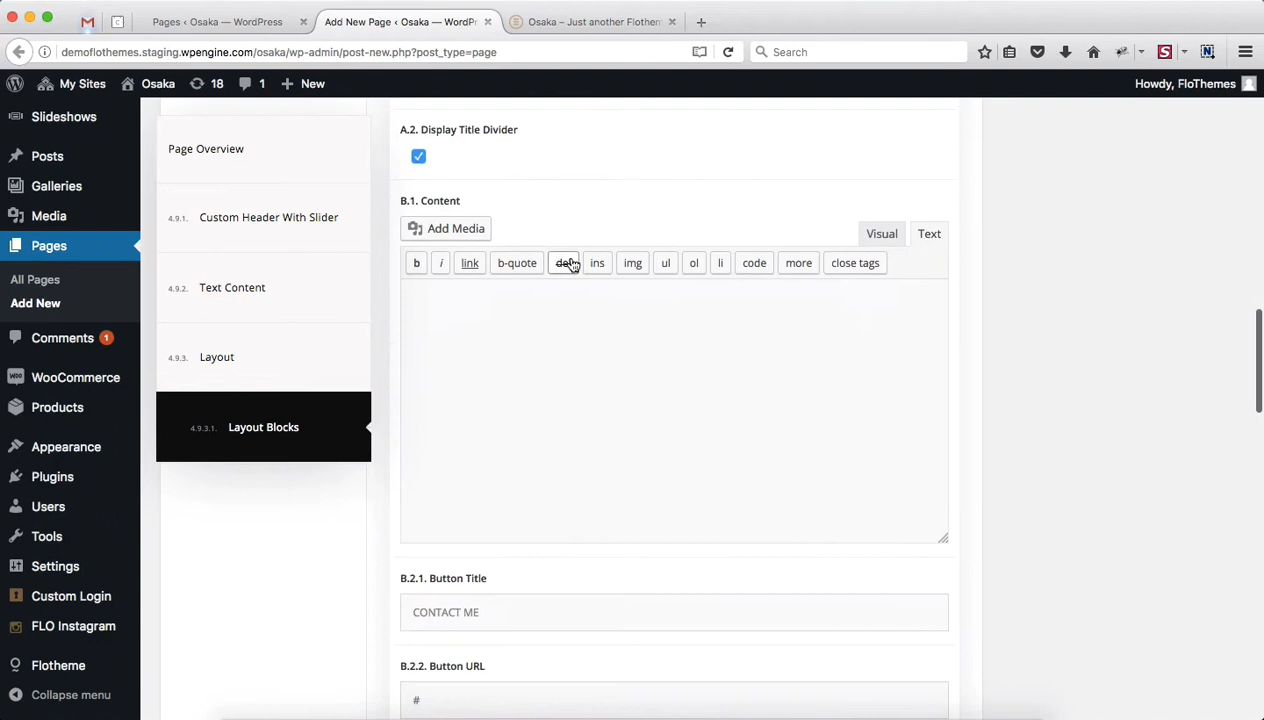 Pages ‹ Osaka — WordPress
Add New Page ‹ Osaka — WordPr
Osaka – Just another Flothem
demoflothemes.staging.wpengine.com/osaka/wp-admin/post-new.php?post_type=page
Search
My Sites
Osaka
18
1
New
Howdy, FloThemes
Slideshows
Posts
Galleries
Media
Pages
All Pages
Add New
Comments 1
WooCommerce
Products
Appearance
Plugins
Users
Tools
Settings
Custom Login
FLO Instagram
Flotheme
Collapse menu
Page Overview
4.9.1. Custom Header With Slider
4.9.2. Text Content
4.9.3. Layout
4.9.3.1. Layout Blocks
A.2. Display Title Divider
B.1. Content
Add Media
Visual
Text
b
i
link
b-quote
del
ins
img
ul
ol
li
code
more
close tags
B.2.1. Button Title
CONTACT ME
B.2.2. Button URL
#